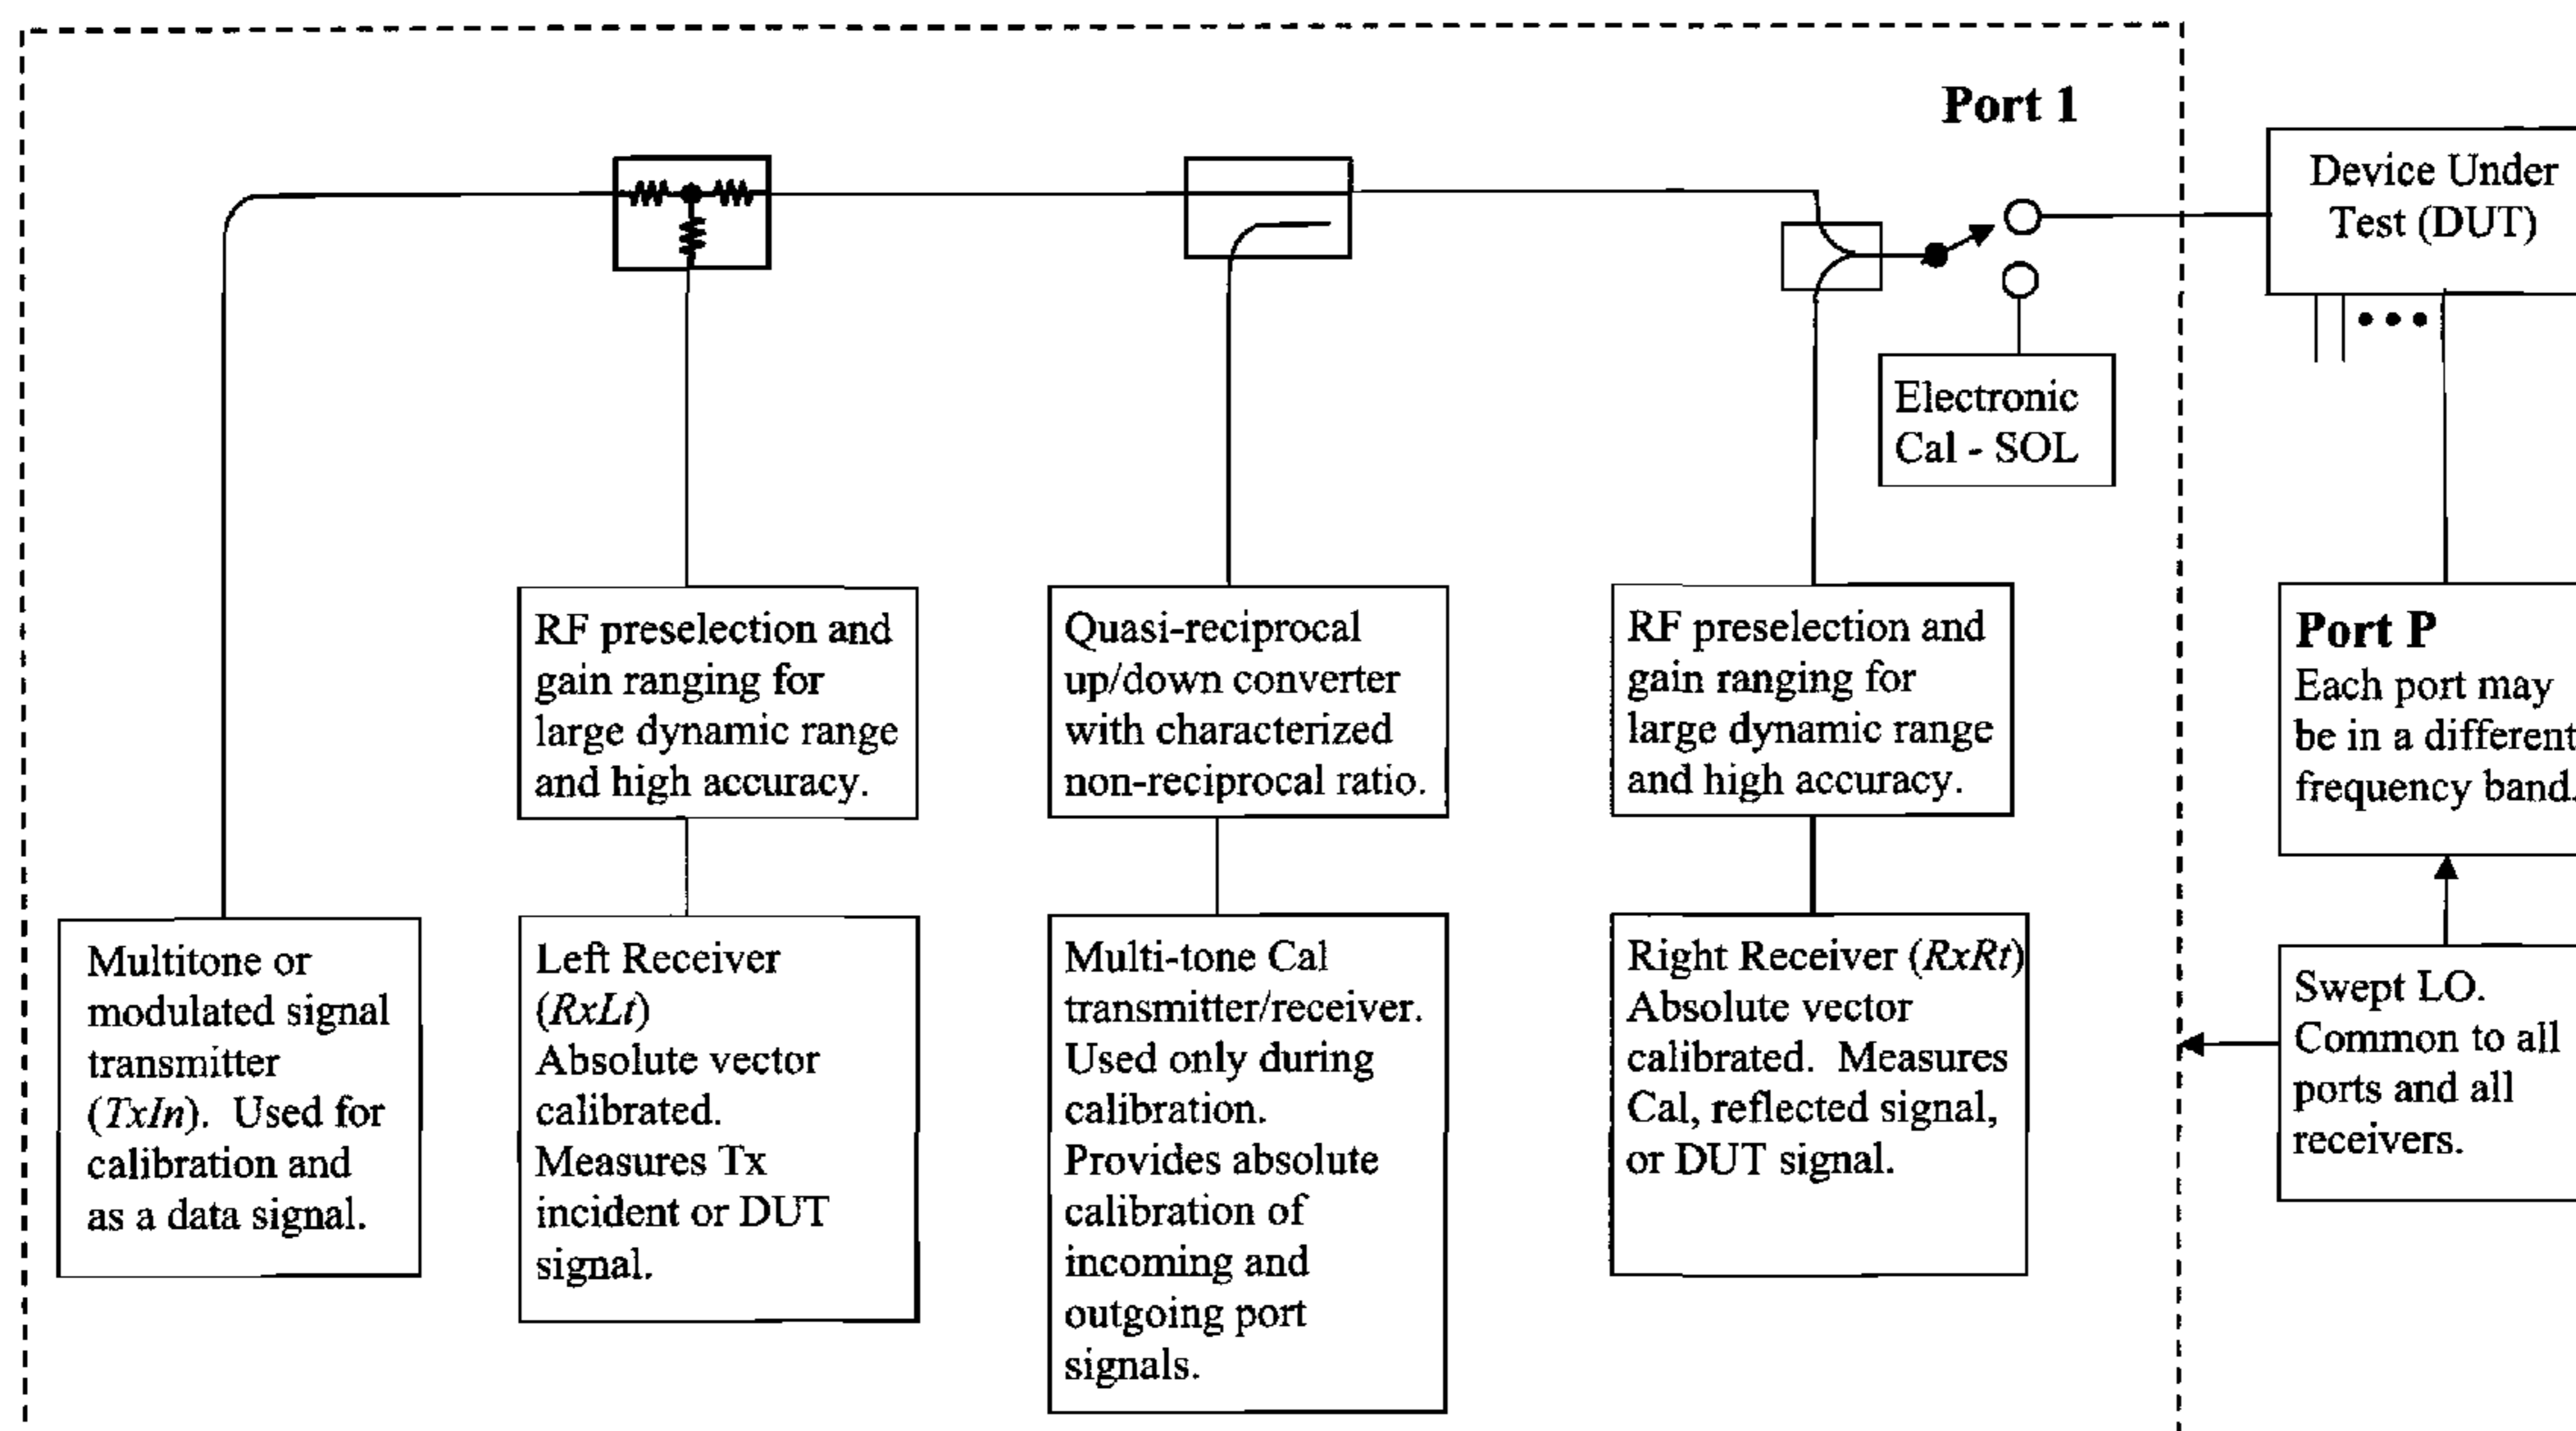 Port 1
Device Under
Test (DUT)
Electronic
Cal - SOL
RF preselection and
gain ranging for
large dynamic range
and high accuracy.
Quasi-reciprocal
up/down converter
with characterized
non-reciprocal ratio.
RF preselection and
gain ranging for
large dynamic range
and high accuracy.
Port P
Each port may
be in a different
frequency band.
Multitone or
modulated signal
transmitter
(TxIn). Used for
calibration and
as a data signal.
Left Receiver
(RxLt)
Absolute vector
calibrated.
Measures Tx
incident or DUT
signal.
Multi-tone Cal
transmitter/receiver.
Used only during
calibration.
Provides absolute
calibration of
incoming and
outgoing port
signals.
Right Receiver (RxRt)
Absolute vector
calibrated. Measures
Cal, reflected signal,
or DUT signal.
Swept LO.
Common to all
ports and all
receivers.